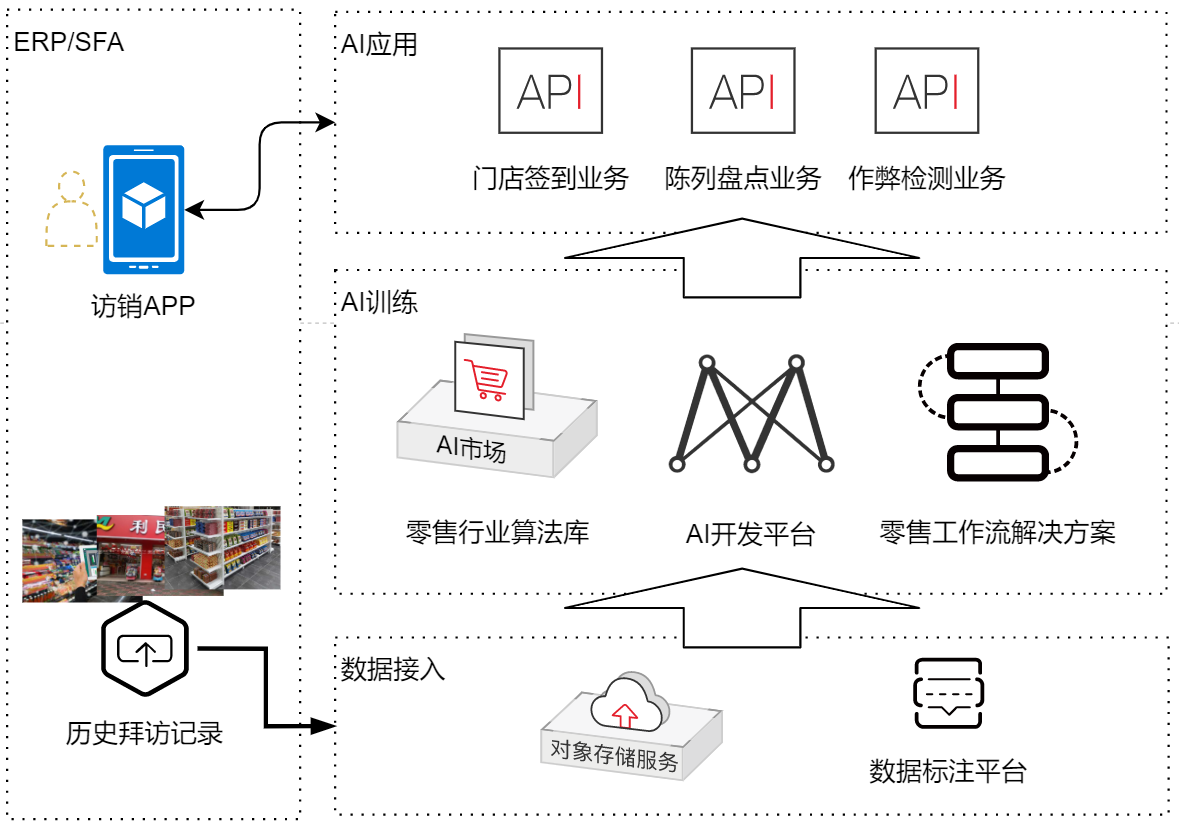 ERP/SFA
访销APP
利民
历史拜访记录
AI应用
API
API
API
门店签到业务
陈列盘点业务
作弊检测业务
AI训练
AI市场
零售行业算法库
AI开发平台
零售工作流解决方案
数据接入
对象存储服务
数据标注平台